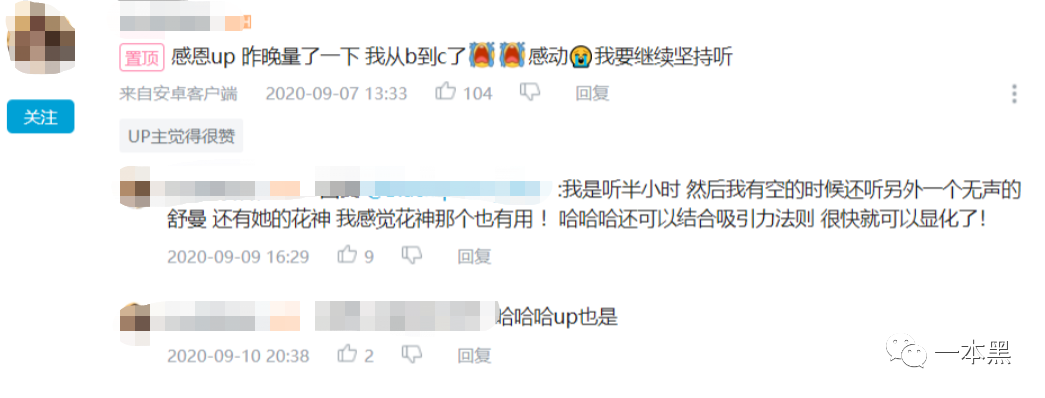 置顶 感恩up 昨晚量了一下 我从b到c了 感动 我要继续坚持听
来自安卓客户端 2020-09-07 13:33 104 回复
关注
UP主觉得很赞
:我是听半小时 然后我有空的时候还听另外一个无声的
舒曼 还有她的花神 我感觉花神那个也有用！ 哈哈哈还可以结合吸引力法则 很快就可以显化了!
2020-09-09 16:29 9 回复
哈哈哈up也是
2020-09-10 20:38 2 回复
一本黑